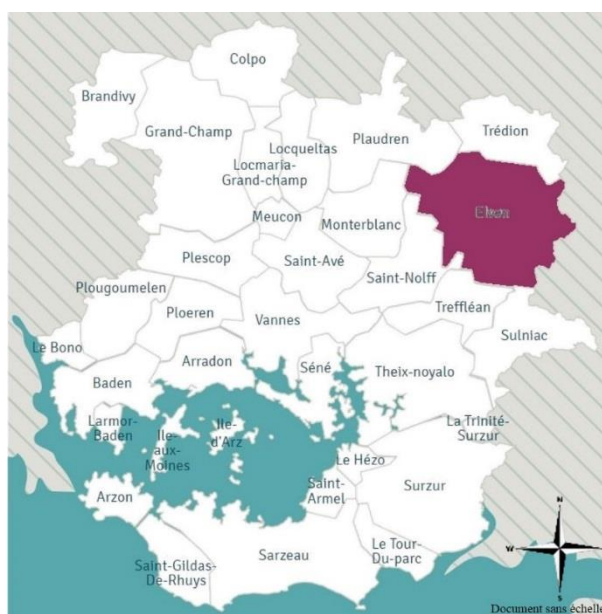 Colpo
Brandivy
Grand-Champ
Locqueltas
Plaudren
Trédion
Locmaria-
Grand-champ
Elven
Meucon
Monterblanc
Plescop
Saint-Avé
Saint-Nolff
Plougoumelen
Treffléan
Ploeren
Vannes
Sulniac
Le Bono
Arradon
Séné
Theix-noyalo
Baden
Larmor-
Baden
Ile-
aux-
Moines
Ile-
d'Arz
La Trinité-
Surzur
Le Hézo
Saint-
Armel
Surzur
Arzon
Le Tour-
Du-parc
Sarzeau
Saint-Gildas-
De-Rhuys
N
W
E
S
Document sans échelle